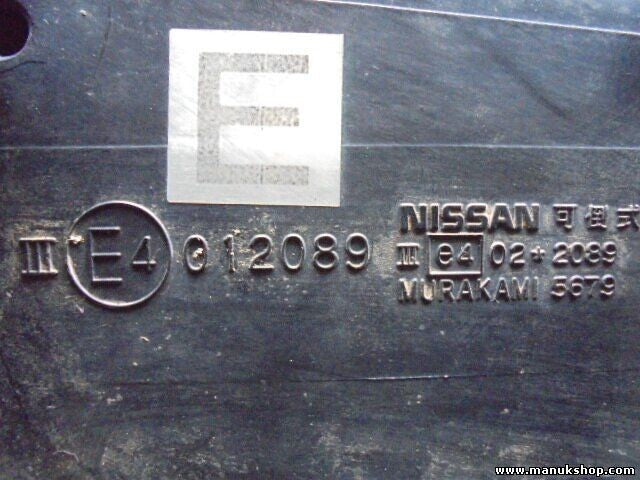 E
III E4 012089
NISSAN 可倒式
III e4 02*2089
MURAKAMI 5679
www.manukshop.com